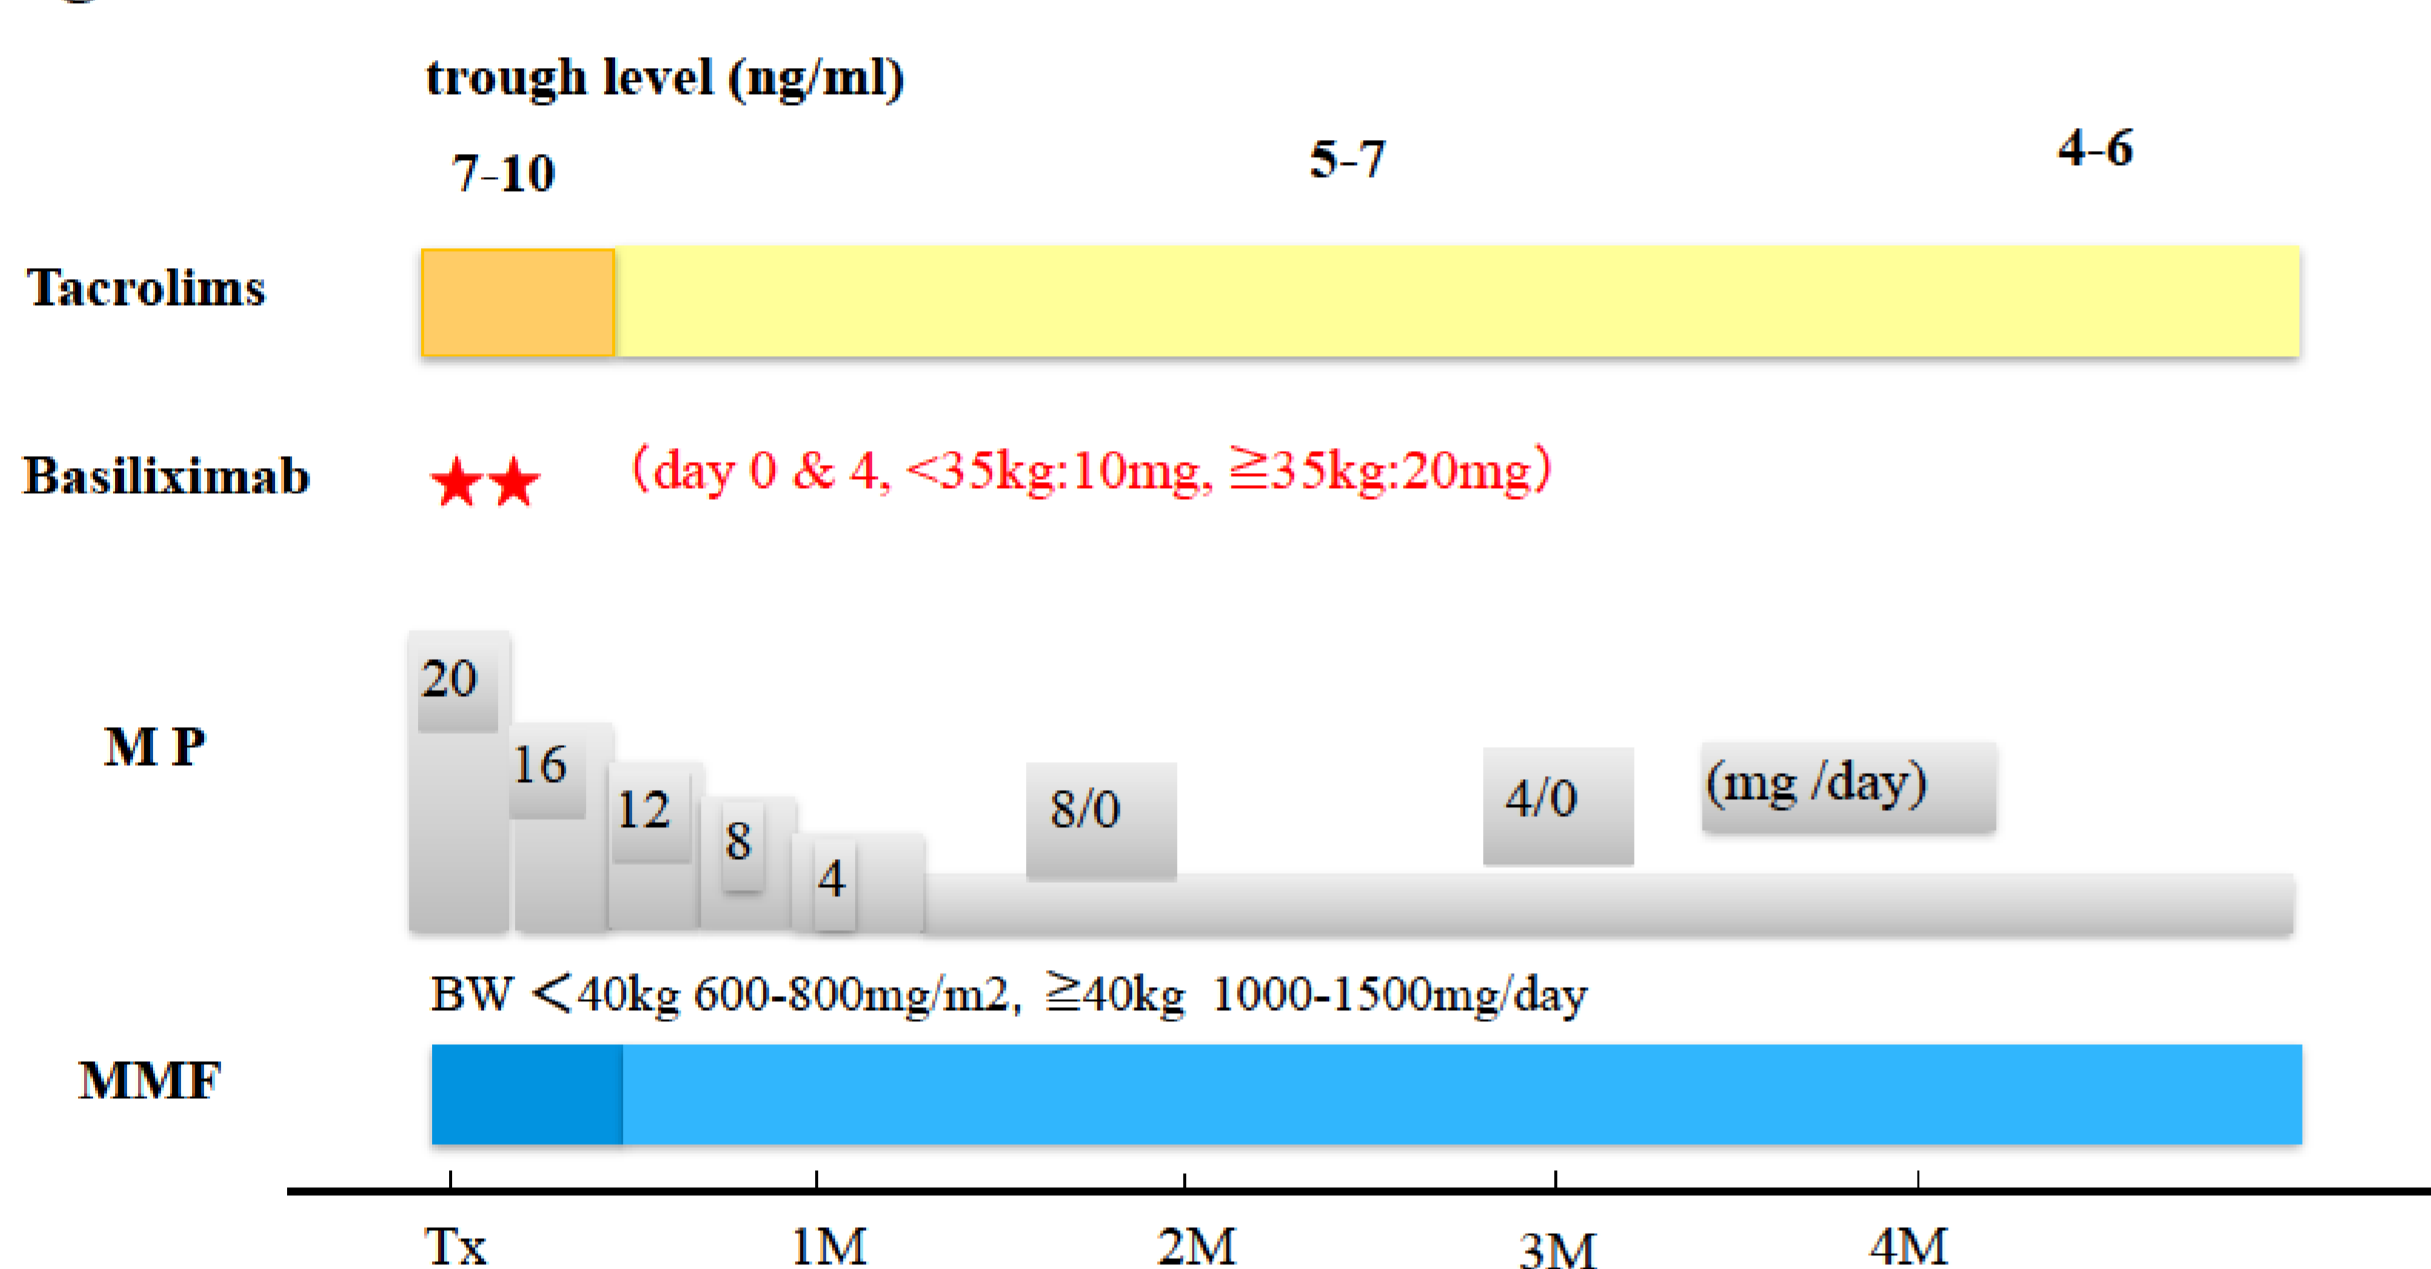 trough level (ng/ml)
7-10 5-7 4-6
Tacrolims
Basiliximab ★★ （day 0 & 4, <35kg:10mg, ≧35kg:20mg）
M P
20
16
12
8
4
8/0
4/0
(mg /day)
BW ＜40kg 600-800mg/m2, ≧40kg 1000-1500mg/day
MMF
Tx 1M 2M 3M 4M